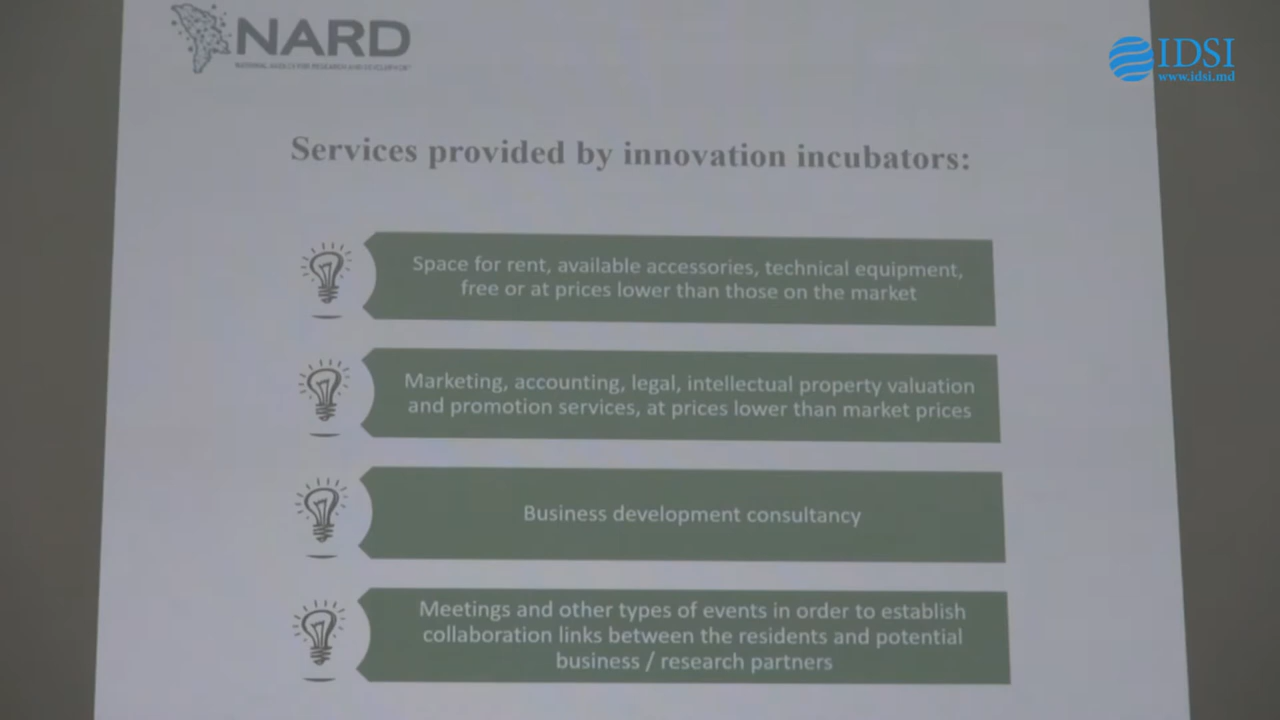 NARD
NATIONAL AGENCY FOR RESEARCH AND DEVELOPMENT
IDSI
www.idsi.md
Services provided by innovation incubators:
Space for rent, available accessories, technical equipment,
free or at prices lower than those on the market
Marketing, accounting, legal, intellectual property valuation
and promotion services, at prices lower than market prices
Business development consultancy
Meetings and other types of events in order to establish
collaboration links between the residents and potential
business / research partners